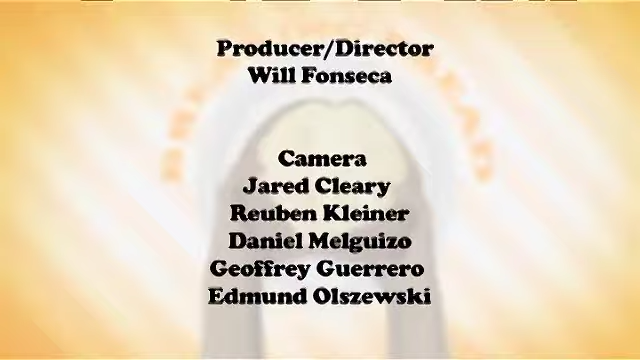 Producer/Director
Will Fonseca
Camera
Jared Cleary
Reuben Kleiner
Daniel Melguizo
Geoffrey Guerrero
Edmund Olszewski